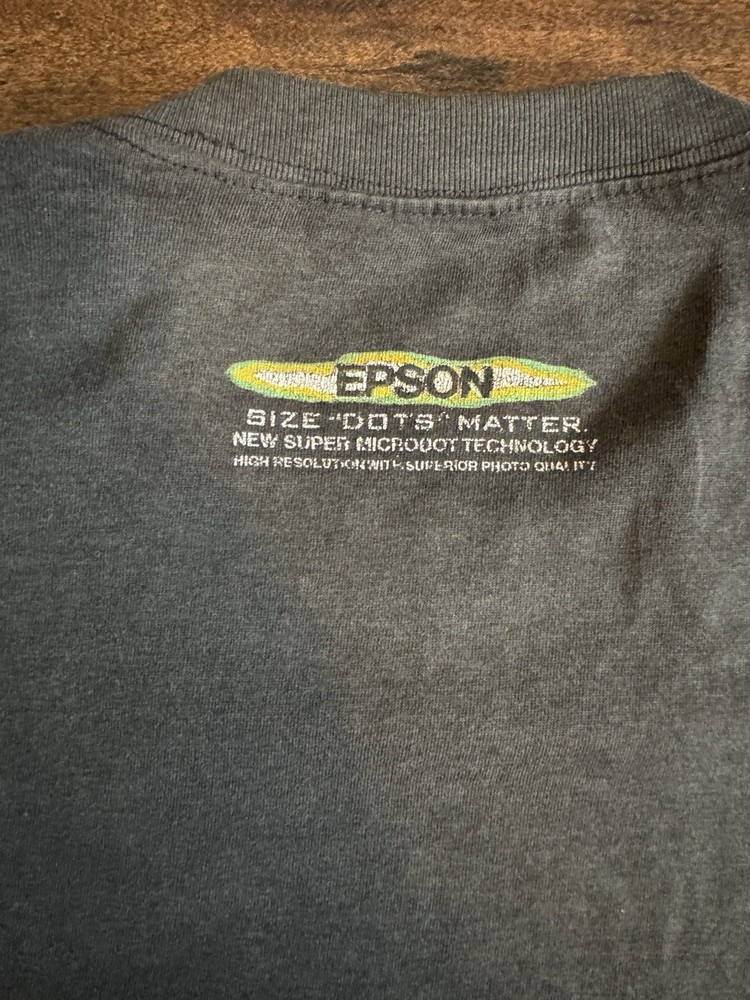 EPSON
SIZE "DOTS" MATTER.
NEW SUPER MICRODOT TECHNOLOGY
HIGH RESOLUTION WITH SUPERIOR PHOTO QUALITY